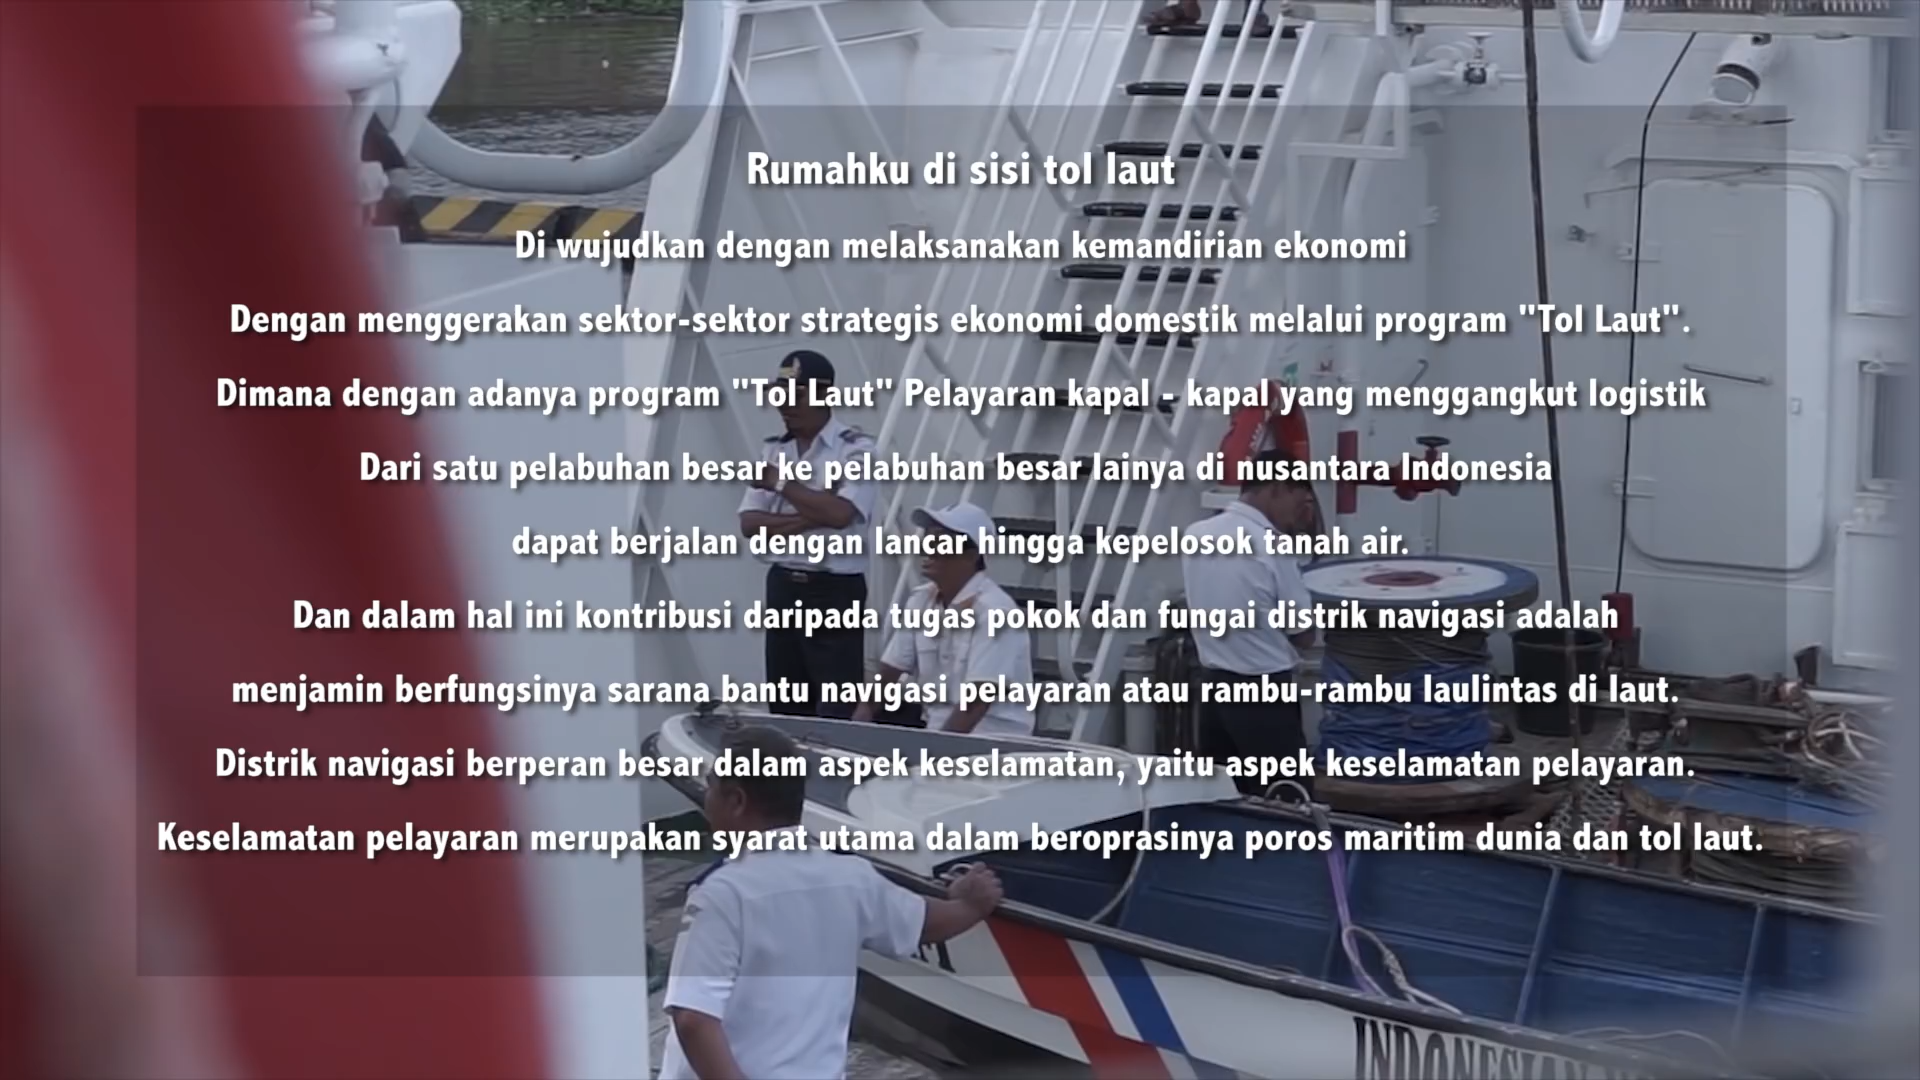 Rumahku di sisi tol laut
Di wujudkan dengan melaksanakan kemandirian ekonomi
Dengan menggerakan sektor-sektor strategis ekonomi domestik melalui program "Tol Laut".
Dimana dengan adanya program "Tol Laut" Pelayaran kapal - kapal yang menggangkut logistik
Dari satu pelabuhan besar ke pelabuhan besar lainya di nusantara Indonesia
dapat berjalan dengan lancar hingga kepelosok tanah air.
Dan dalam hal ini kontribusi daripada tugas pokok dan fungai distrik navigasi adalah
menjamin berfungsinya sarana bantu navigasi pelayaran atau rambu-rambu laulintas di laut.
Distrik navigasi berperan besar dalam aspek keselamatan, yaitu aspek keselamatan pelayaran.
Keselamatan pelayaran merupakan syarat utama dalam beroprasinya poros maritim dunia dan tol laut.